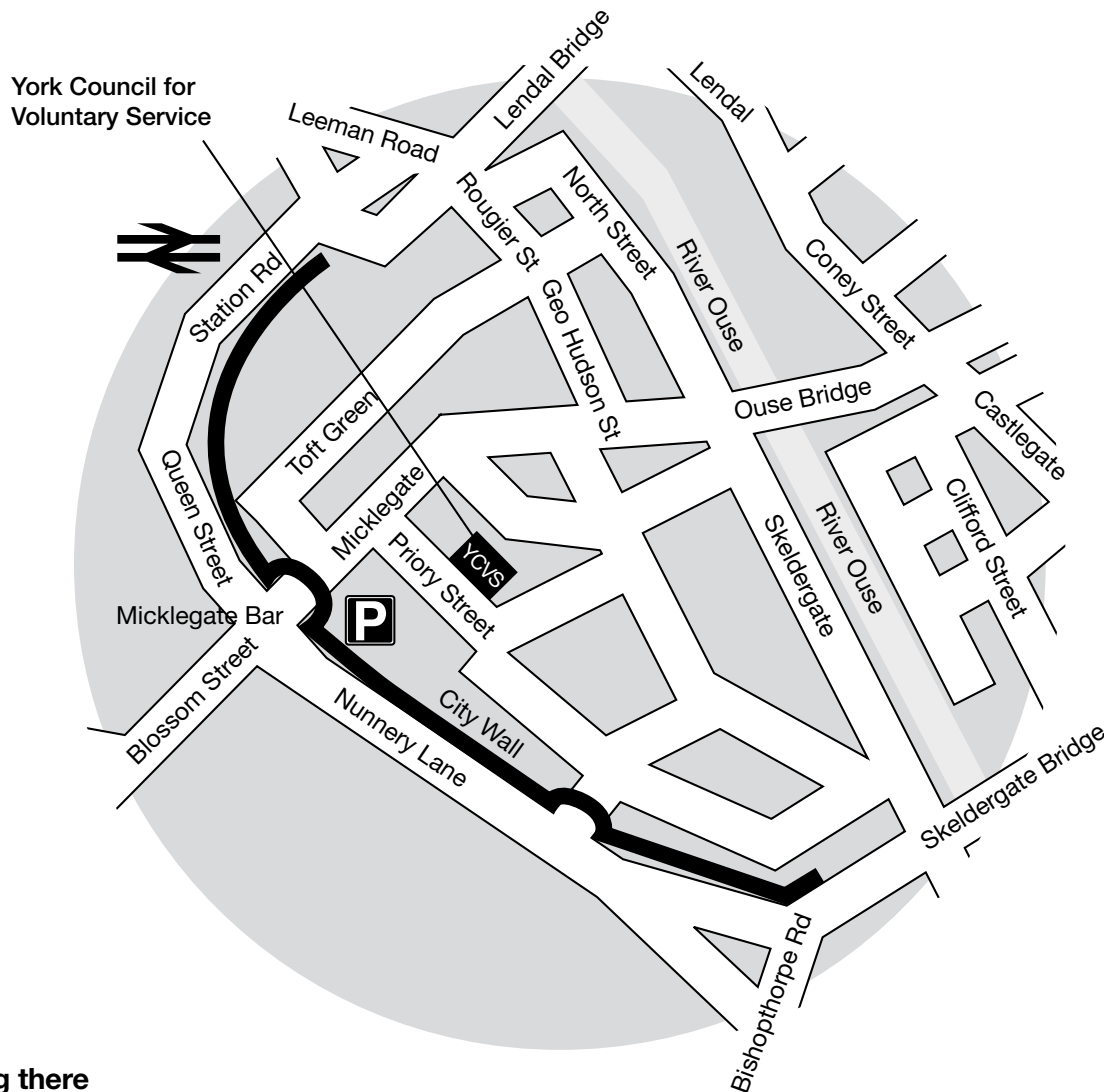 York Council for
Voluntary Service
Lendal Bridge
Lendal
Leeman Road
Rougier St
North Street
River Ouse
Coney Street
Station Rd
Geo Hudson St
Ouse Bridge
Castlegate
Toft Green
Queen Street
Micklegate
Priory Street
YCVS
Skeldergate
River Ouse
Clifford Street
Micklegate Bar
P
Blossom Street
Nunnery Lane
City Wall
Skeldergate Bridge
Bishopthorpe Rd
g there